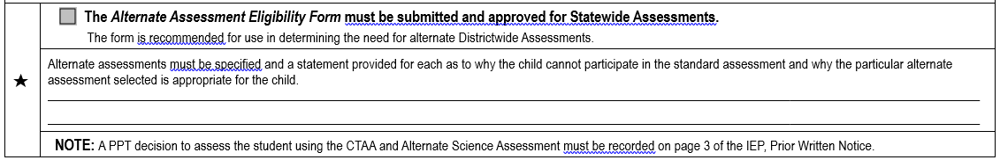 The Alternate Assessment Eligibility Form must be submitted and approved for Statewide Assessments.
The form is recommended for use in determining the need for alternate Districtwide Assessments.
Alternate assessments must be specified and a statement provided for each as to why the child cannot participate in the standard assessment and why the particular alternate
assessment selected is appropriate for the child.
NOTE: A PPT decision to assess the student using the CTAA and Alternate Science Assessment must be recorded on page 3 of the IEP, Prior Written Notice.